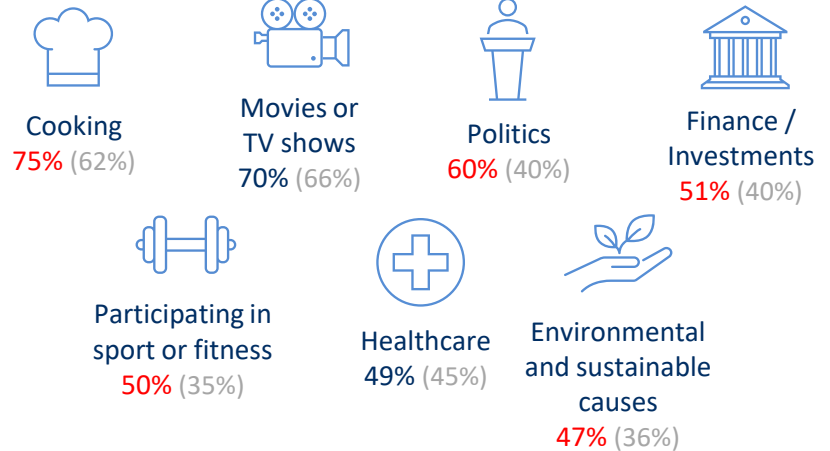 Cooking
75% (62%)
Movies or
TV shows
70% (66%)
Politics
60% (40%)
Finance /
Investments
51% (40%)
Participating in
sport or fitness
50% (35%)
Healthcare
49% (45%)
Environmental
and sustainable
causes
47% (36%)